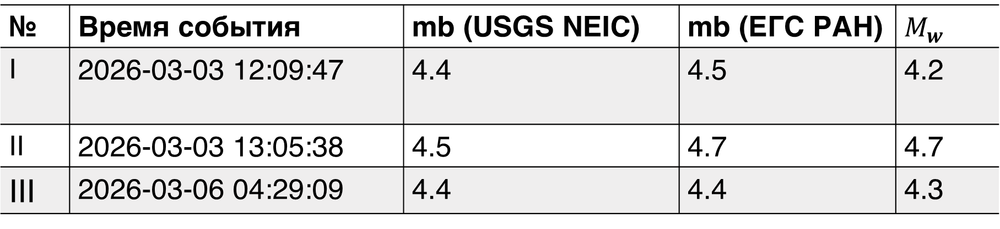 № Время события mb (USGS NEIC) mb (ЕГС РАН) M_w
I 2026-03-03 12:09:47 4.4 4.5 4.2
II 2026-03-03 13:05:38 4.5 4.7 4.7
III 2026-03-06 04:29:09 4.4 4.4 4.3